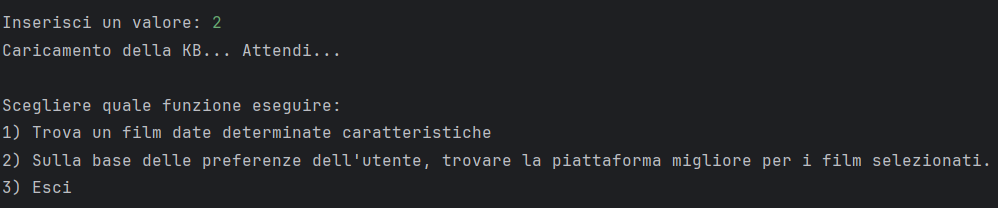 Inserisci un valore: 2
Caricamento della KB... Attendi...
Scegliere quale funzione eseguire:
1) Trova un film date determinate caratteristiche
2) Sulla base delle preferenze dell'utente, trovare la piattaforma migliore per i film selezionati.
3) Esci